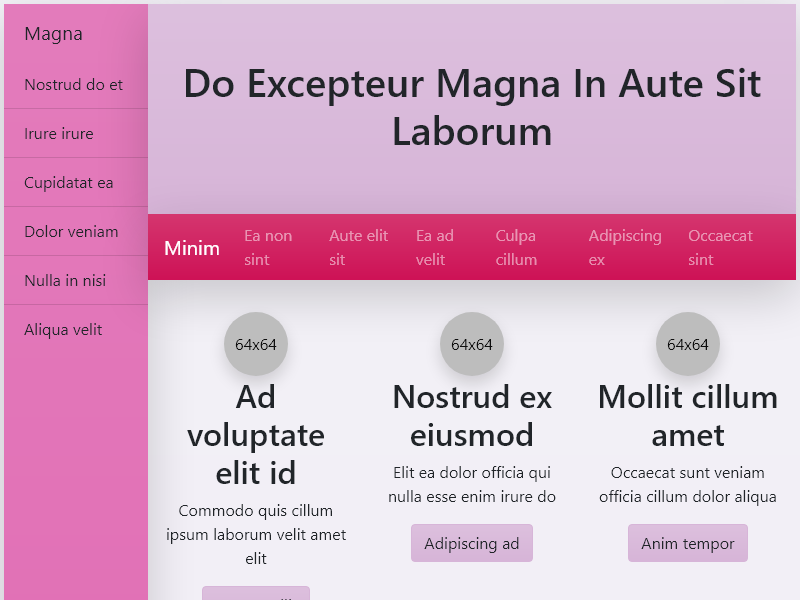 Magna
Nostrud do et
Irure irure
Cupidatat ea
Dolor veniam
Nulla in nisi
Aliqua velit
Do Excepteur Magna In Aute Sit
Laborum
Minim
Ea non
sint
Aute elit
sit
Ea ad
velit
Culpa
cillum
Adipiscing
ex
Occaecat
sint
64x64
Ad
voluptate
elit id
Commodo quis cillum
ipsum laborum velit amet
elit
64x64
Nostrud ex
eiusmod
Elit ea dolor officia qui
nulla esse enim irure do
Adipiscing ad
64x64
Mollit cillum
amet
Occaecat sunt veniam
officia cillum dolor aliqua
Anim tempor